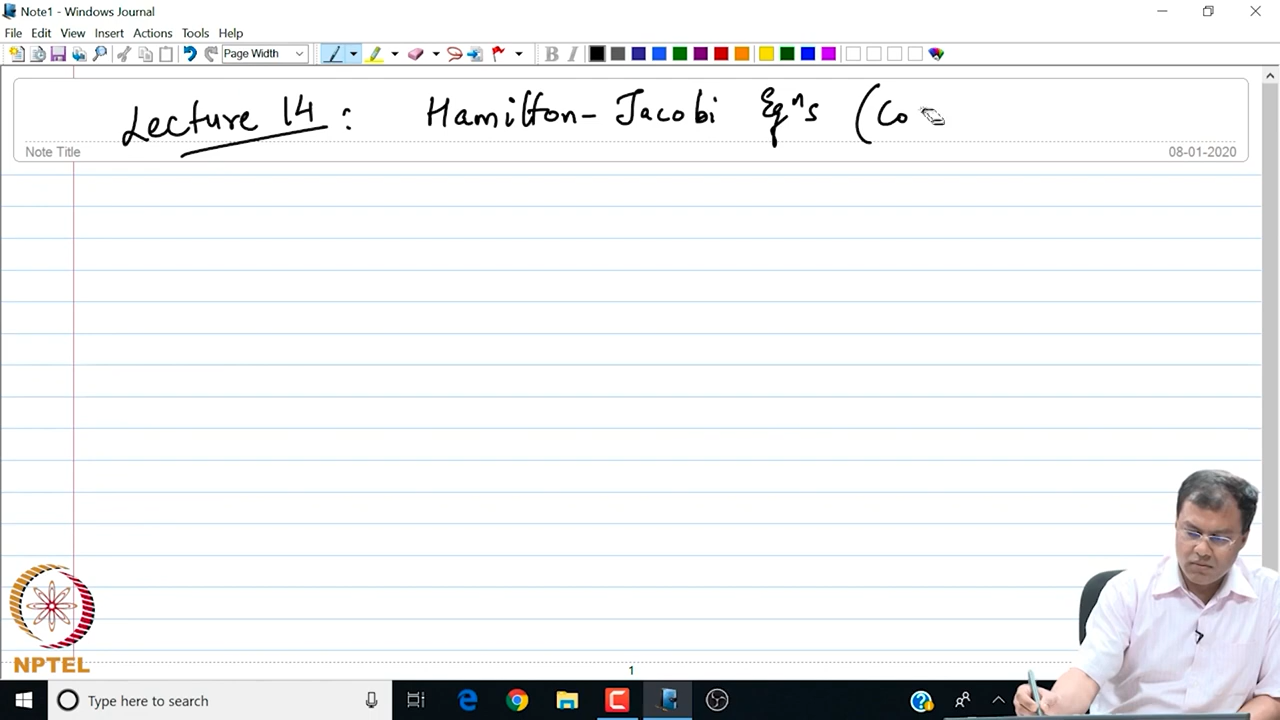 Note1 - Windows Journal
File Edit View Insert Actions Tools Help
Page Width B I
Lecture 14 : Hamilton-Jacobi Eqⁿs (Co
Note Title 08-01-2020
NPTEL
1
Type here to search